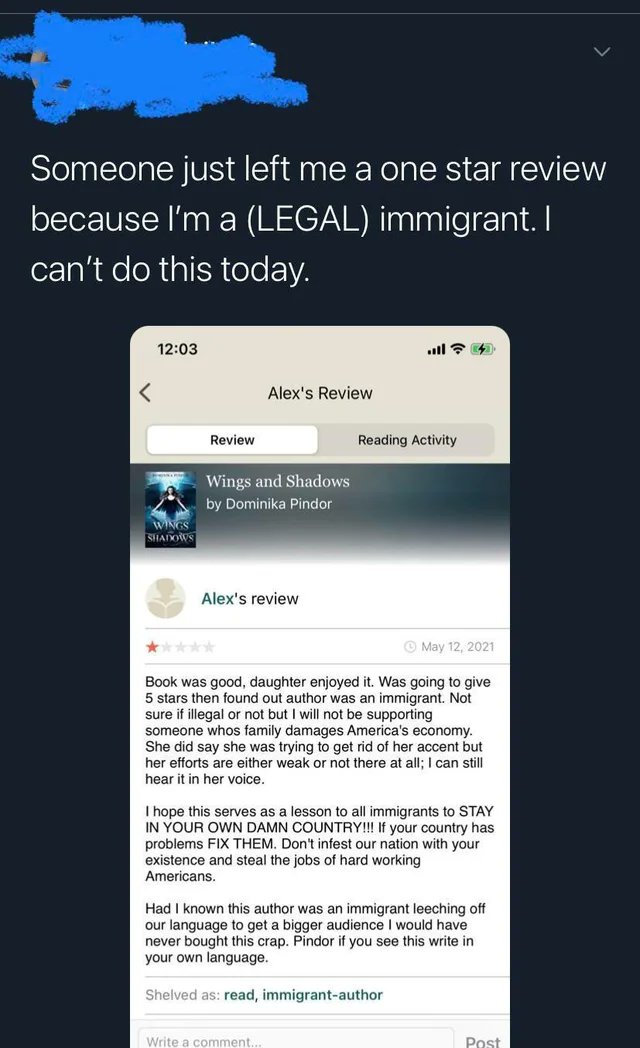 Someone just left me a one star review
because I'm a (LEGAL) immigrant. I
can't do this today.
12:03
Alex's Review
Review
Reading Activity
WINGS
SHADOWS
Wings and Shadows
by Dominika Pindor
Alex's review
May 12, 2021
Book was good, daughter enjoyed it. Was going to give
5 stars then found out author was an immigrant. Not
sure if illegal or not but I will not be supporting
someone whos family damages America's economy.
She did say she was trying to get rid of her accent but
her efforts are either weak or not there at all; I can still
hear it in her voice.
I hope this serves as a lesson to all immigrants to STAY
IN YOUR OWN DAMN COUNTRY!!! If your country has
problems FIX THEM. Don't infest our nation with your
existence and steal the jobs of hard working
Americans.
Had I known this author was an immigrant leeching off
our language to get a bigger audience I would have
never bought this crap. Pindor if you see this write in
your own language.
Shelved as: read, immigrant-author
Write a comment...
Post